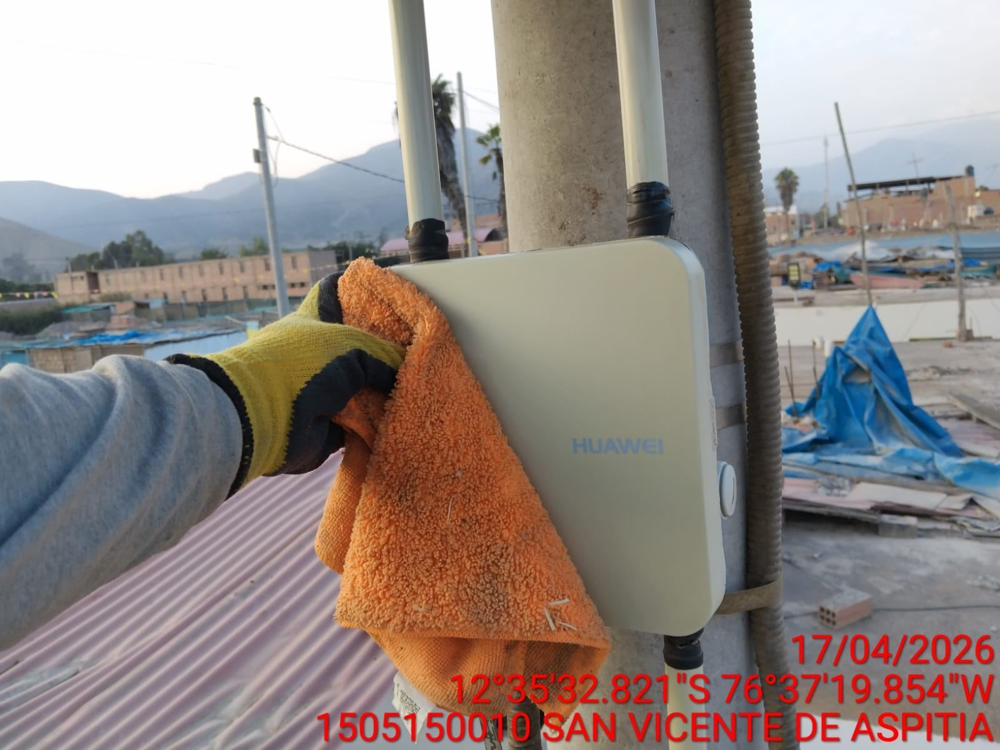 HUAWEI
17/04/2026
12°35'32.821"S 76°37'19.854"W
1505150010 SAN VICENTE DE ASPITIA